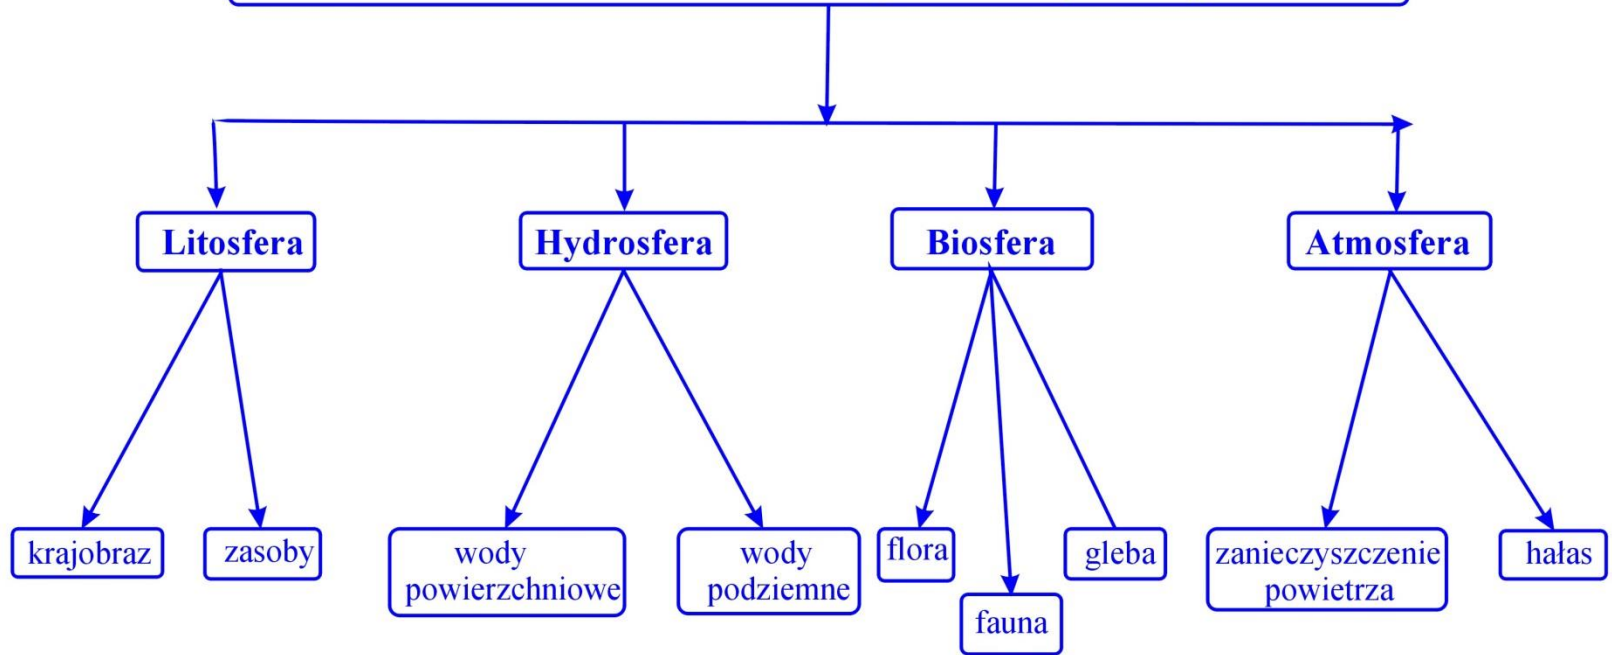 Litosfera
Hydrosfera
Biosfera
Atmosfera
krajobraz
zasoby
wody
powierzchniowe
wody
podziemne
flora
fauna
gleba
zanieczyszczenie
powietrza
hałas